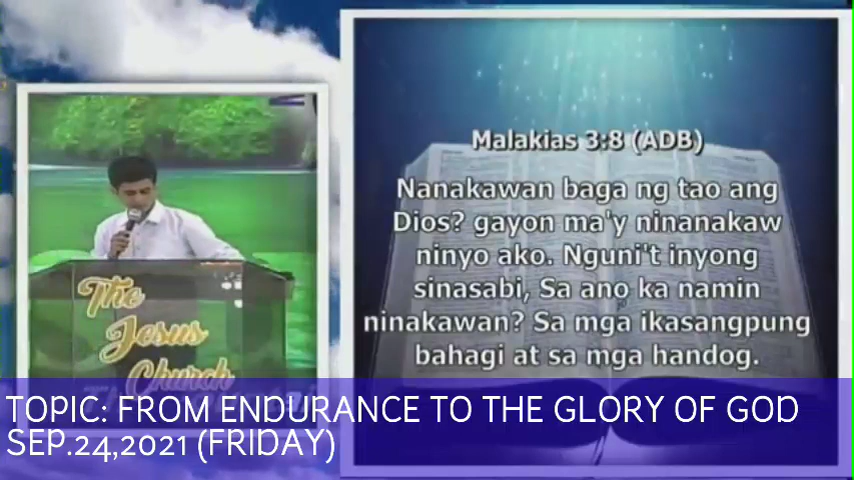 Malakias 3:8 (ADB)
Nanakawan baga ng tao ang
Dios? gayon ma'y ninanakaw
ninyo ako. Nguni't inyong
sinasabi, Sa ano ka namin
ninakawan? Sa mga ikasangpung
bahagi at sa mga handog.
The
Jesus
Church
TOPIC: FROM ENDURANCE TO THE GLORY OF GOD
SEP.24,2021 (FRIDAY)